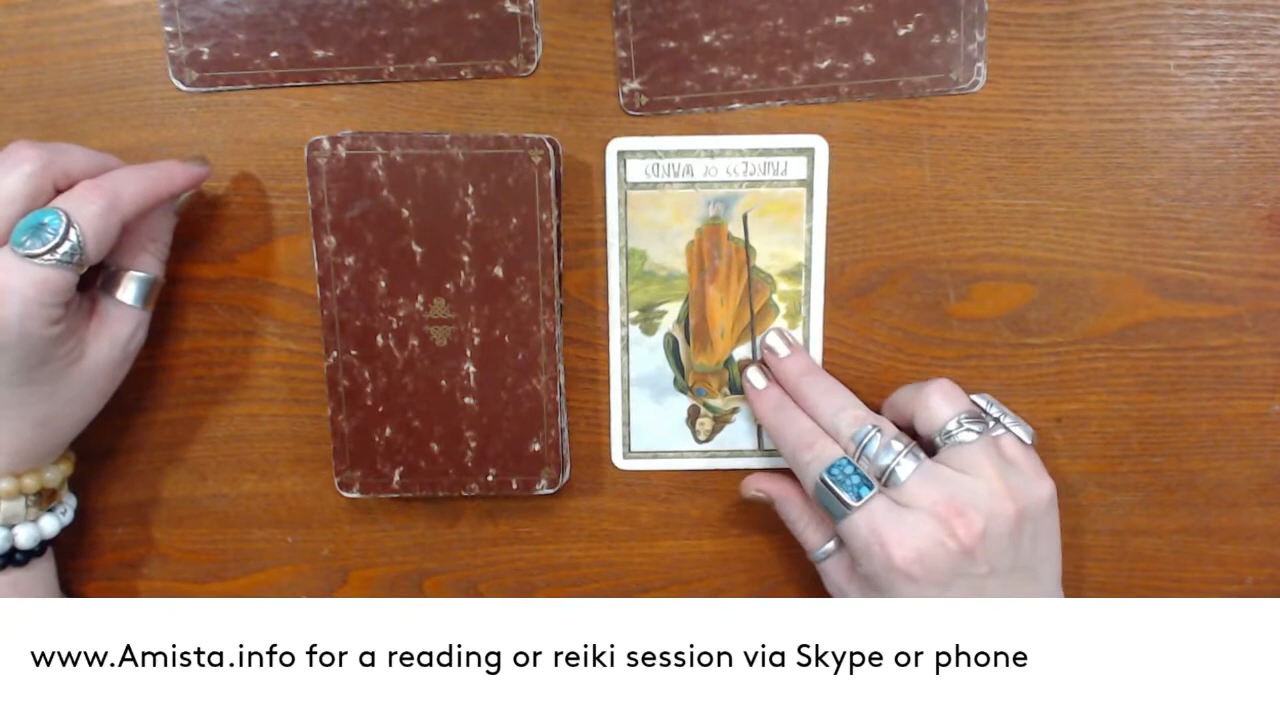 PRINCESS OF WANDS
www.Amista.info for a reading or reiki session via Skype or phone